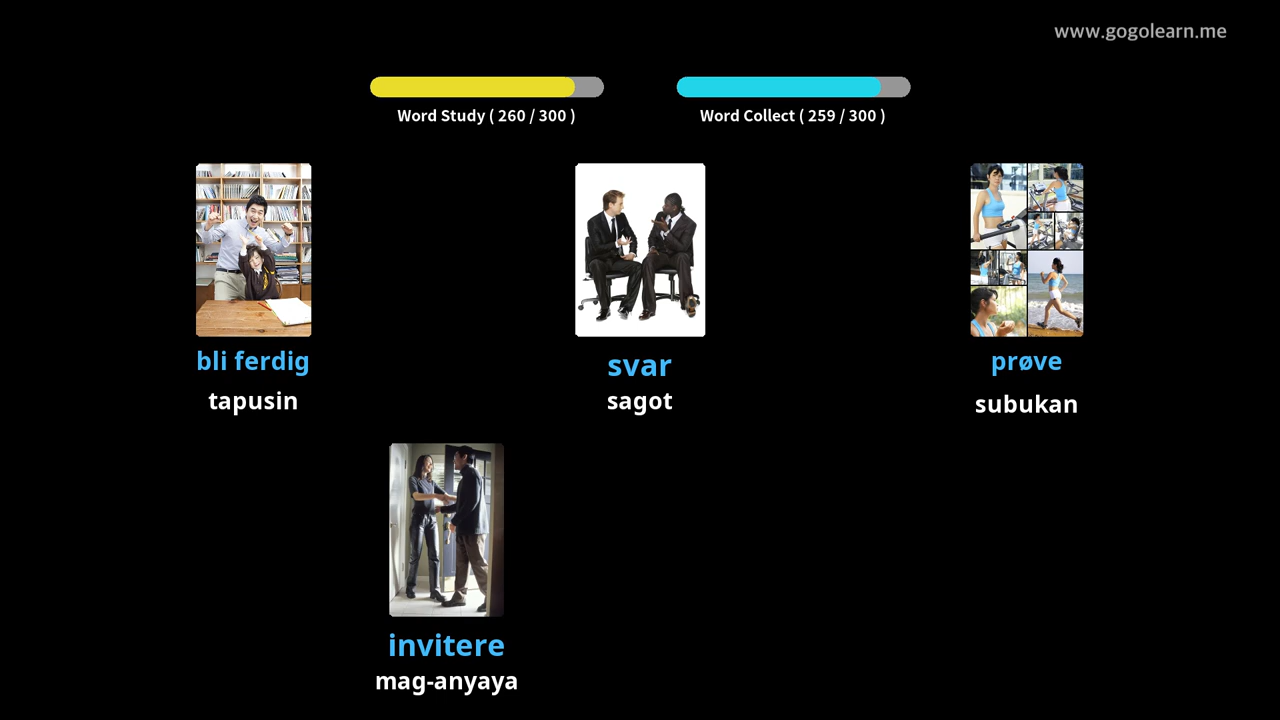 www.gogolearn.me
Word Study ( 260 / 300 )
Word Collect ( 259 / 300 )
bli ferdig
tapusin
svar
sagot
prøve
subukan
invitere
mag-anyaya